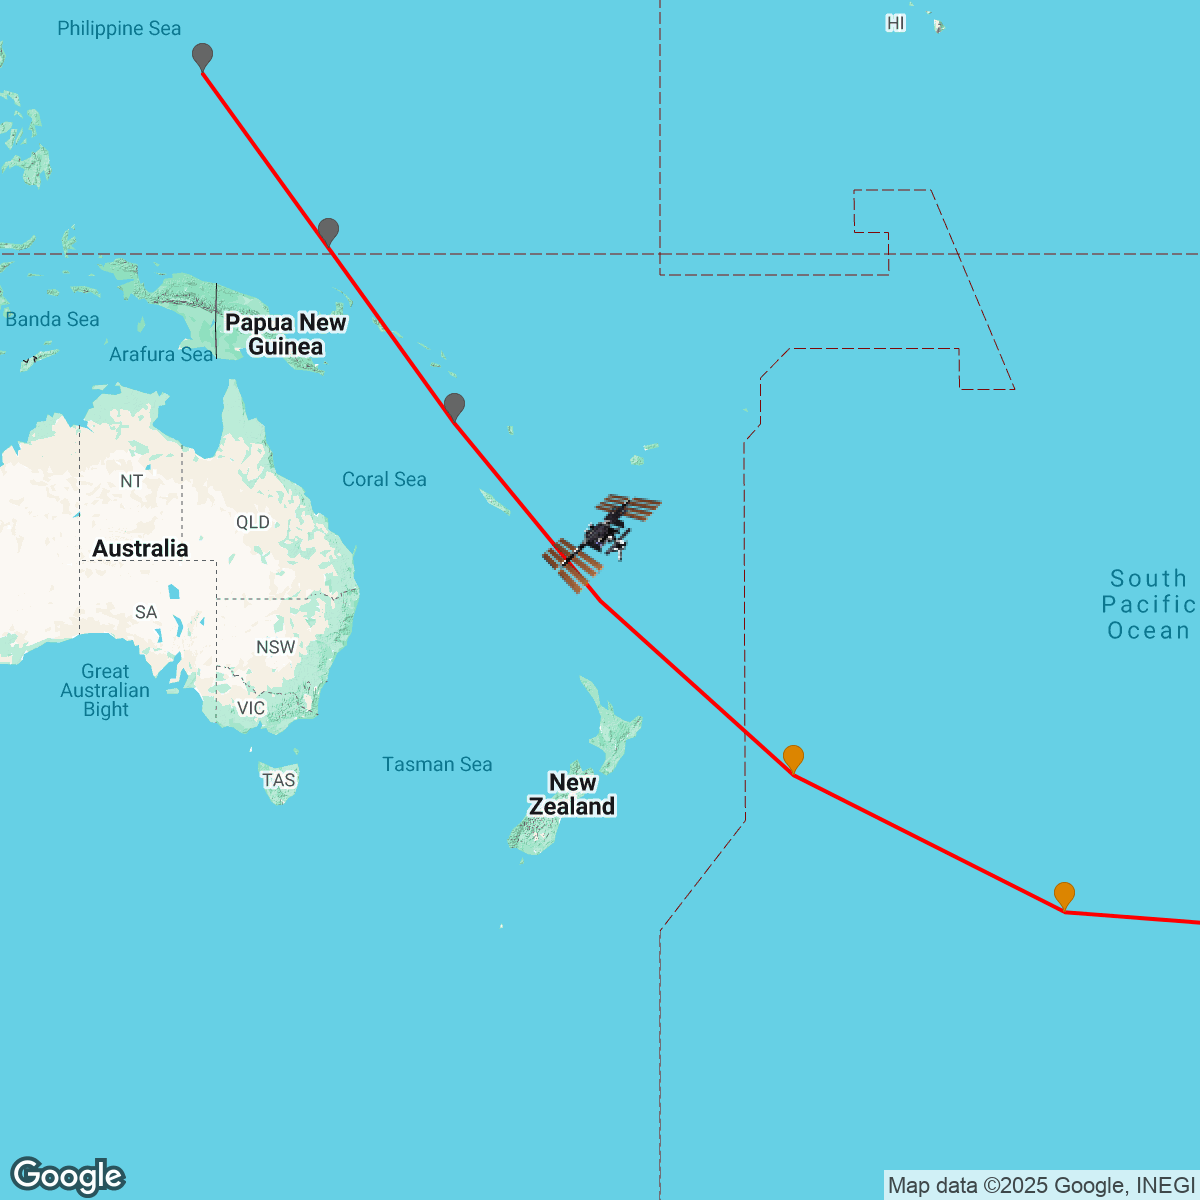 Philippine Sea
HI
Banda Sea
Papua New
Guinea
Arafura Sea
Coral Sea
NT
QLD
Australia
SA
NSW
VIC
TAS
Great
Australian
Bight
South
Pacific
Ocean
Tasman Sea
New
Zealand
Google
Map data ©2025 Google, INEGI